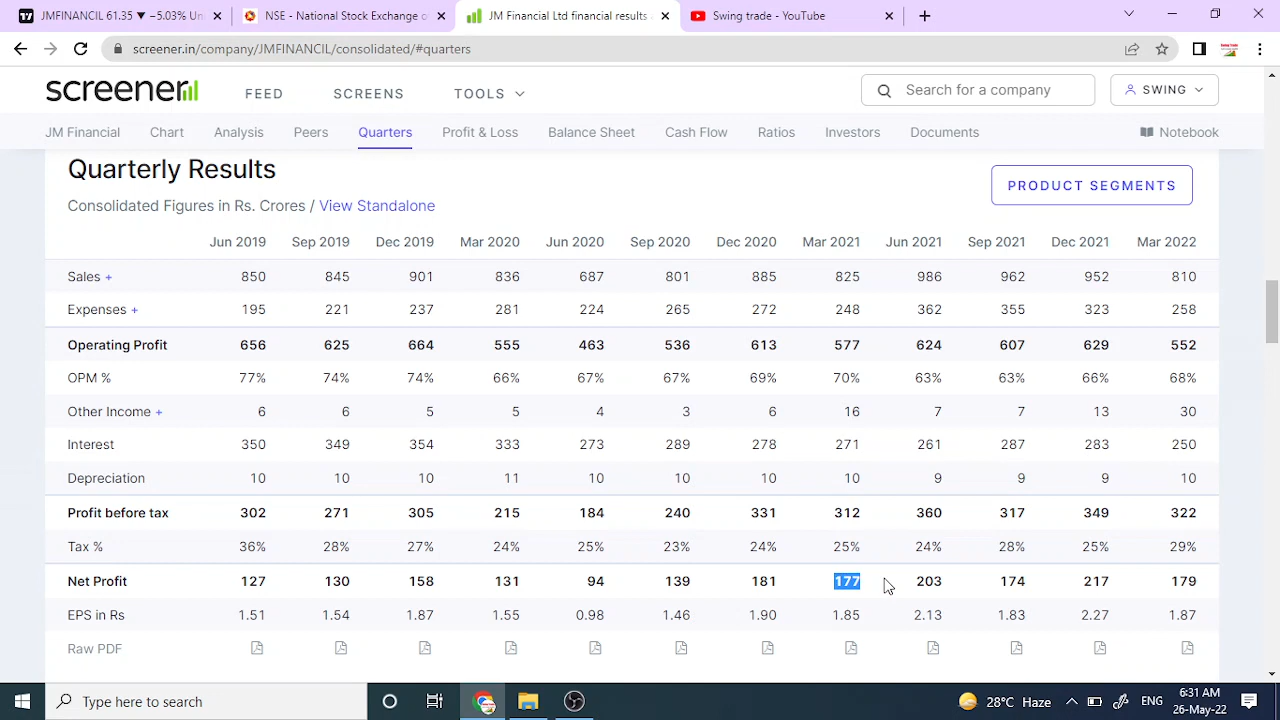 JM FINANCIAL 61.35 ▼ −5.03% Un
NSE - National Stock Exchange o
JM Financial Ltd financial results
Swing trade - YouTube
screener.in/company/JMFINANCIL/consolidated/#quarters
screener
FEED
SCREENS
TOOLS
Search for a company
SWING
JM Financial Chart Analysis Peers Quarters Profit & Loss Balance Sheet Cash Flow Ratios Investors Documents Notebook
Quarterly Results
PRODUCT SEGMENTS
Consolidated Figures in Rs. Crores / View Standalone
Jun 2019 Sep 2019 Dec 2019 Mar 2020 Jun 2020 Sep 2020 Dec 2020 Mar 2021 Jun 2021 Sep 2021 Dec 2021 Mar 2022
Sales + 850 845 901 836 687 801 885 825 986 962 952 810
Expenses + 195 221 237 281 224 265 272 248 362 355 323 258
Operating Profit 656 625 664 555 463 536 613 577 624 607 629 552
OPM % 77% 74% 74% 66% 67% 67% 69% 70% 63% 63% 66% 68%
Other Income + 6 6 5 5 4 3 6 16 7 7 13 30
Interest 350 349 354 333 273 289 278 271 261 287 283 250
Depreciation 10 10 10 11 10 10 10 10 9 9 9 10
Profit before tax 302 271 305 215 184 240 331 312 360 317 349 322
Tax % 36% 28% 27% 24% 25% 23% 24% 25% 24% 28% 25% 29%
Net Profit 127 130 158 131 94 139 181 177 203 174 217 179
EPS in Rs 1.51 1.54 1.87 1.55 0.98 1.46 1.90 1.85 2.13 1.83 2.27 1.87
Raw PDF
Type here to search
28°C Haze
ENG
6:31 AM
26-May-22